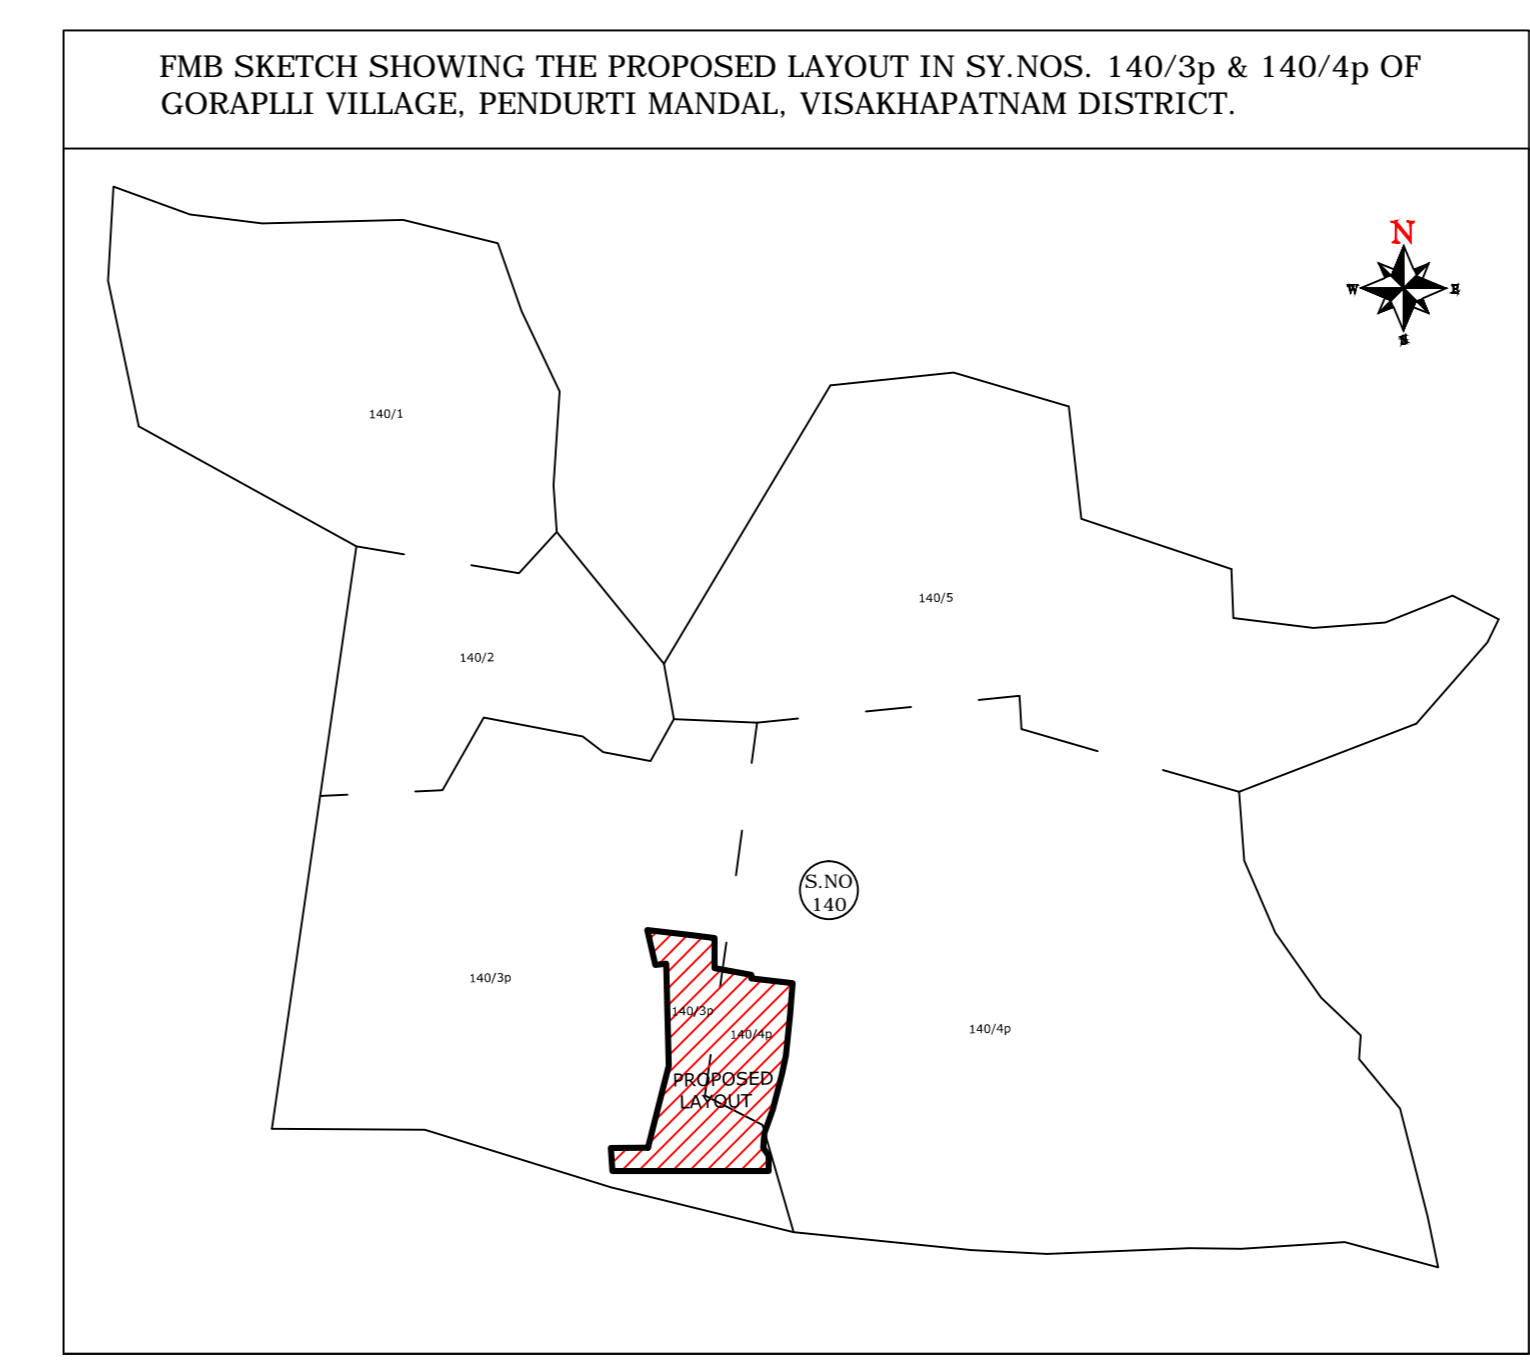 FMB SKETCH SHOWING THE PROPOSED LAYOUT IN SY.NOS. 140/3p & 140/4p OF
GORAPLLI VILLAGE, PENDURTI MANDAL, VISAKHAPATNAM DISTRICT.
N
W
E
S
140/1
140/5
140/2
S.NO
140
140/3p
140/3p
140/4p
140/4p
PROPOSED
LAYOUT